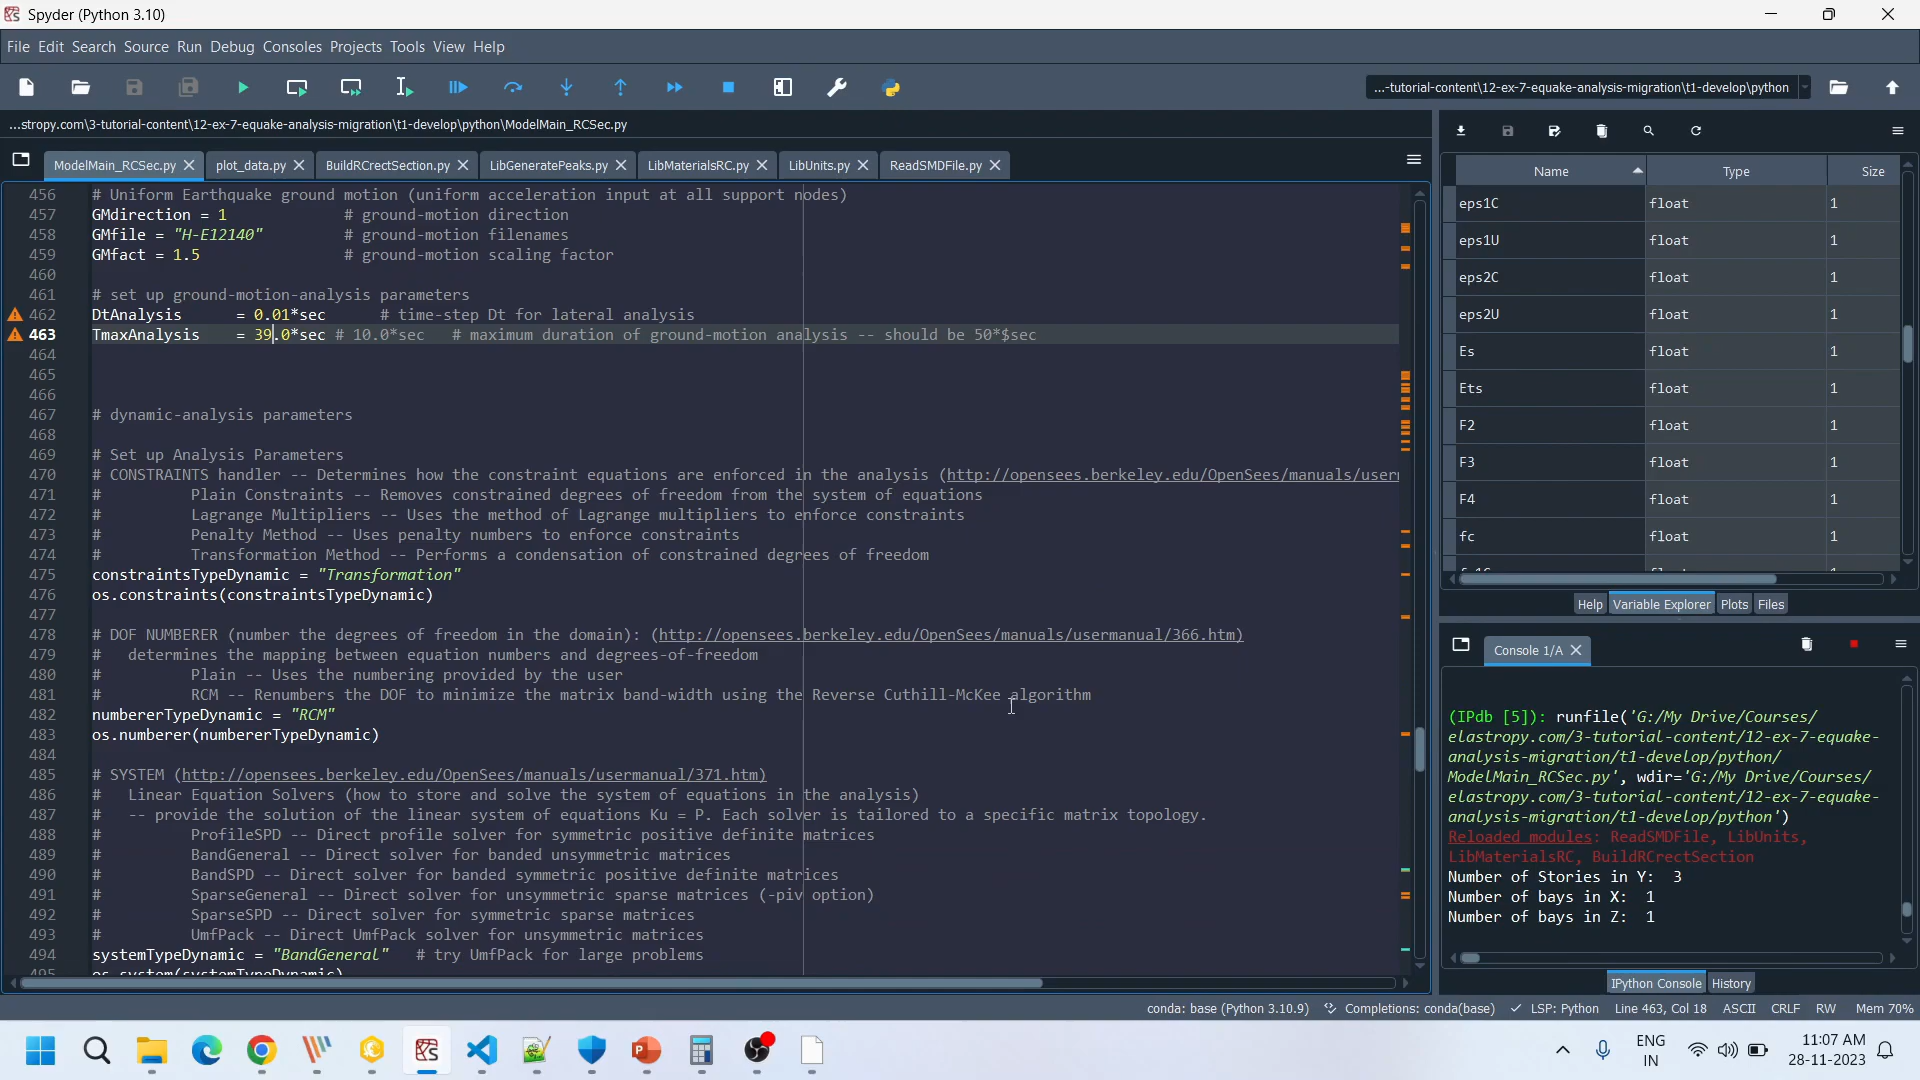 Spyder (Python 3.10)
File Edit Search Source Run Debug Consoles Projects Tools View Help
...-tutorial-content\12-ex-7-equake-analysis-migration\t1-develop\python
...stropy.com\3-tutorial-content\12-ex-7-equake-analysis-migration\t1-develop\python\ModelMain_RCSec.py
ModelMain_RCSec.py plot_data.py BuildRCrectSection.py LibGeneratePeaks.py LibMaterialsRC.py LibUnits.py ReadSMDFile.py
456 # Uniform Earthquake ground motion (uniform acceleration input at all support nodes)
457 GMdirection = 1 # ground-motion direction
458 GMfile = "H-E12140" # ground-motion filenames
459 GMfact = 1.5 # ground-motion scaling factor
460
461 # set up ground-motion-analysis parameters
462 DtAnalysis = 0.01*sec # time-step Dt for lateral analysis
463 TmaxAnalysis = 39.0*sec # 10.0*sec # maximum duration of ground-motion analysis -- should be 50*$sec
464
465
466
467 # dynamic-analysis parameters
468
469 # Set up Analysis Parameters
470 # CONSTRAINTS handler -- Determines how the constraint equations are enforced in the analysis (http://opensees.berkeley.edu/OpenSees/manuals/usern
471 # Plain Constraints -- Removes constrained degrees of freedom from the system of equations
472 # Lagrange Multipliers -- Uses the method of Lagrange multipliers to enforce constraints
473 # Penalty Method -- Uses penalty numbers to enforce constraints
474 # Transformation Method -- Performs a condensation of constrained degrees of freedom
475 constraintsTypeDynamic = "Transformation"
476 os.constraints(constraintsTypeDynamic)
477
478 # DOF NUMBERER (number the degrees of freedom in the domain): (http://opensees.berkeley.edu/OpenSees/manuals/usermanual/366.htm)
479 # determines the mapping between equation numbers and degrees-of-freedom
480 # Plain -- Uses the numbering provided by the user
481 # RCM -- Renumbers the DOF to minimize the matrix band-width using the Reverse Cuthill-McKee algorithm
482 numbererTypeDynamic = "RCM"
483 os.numberer(numbererTypeDynamic)
484
485 # SYSTEM (http://opensees.berkeley.edu/OpenSees/manuals/usermanual/371.htm)
486 # Linear Equation Solvers (how to store and solve the system of equations in the analysis)
487 # -- provide the solution of the linear system of equations Ku = P. Each solver is tailored to a specific matrix topology.
488 # ProfileSPD -- Direct profile solver for symmetric positive definite matrices
489 # BandGeneral -- Direct solver for banded unsymmetric matrices
490 # BandSPD -- Direct solver for banded symmetric positive definite matrices
491 # SparseGeneral -- Direct solver for unsymmetric sparse matrices (-piv option)
492 # SparseSPD -- Direct solver for symmetric sparse matrices
493 # UmfPack -- Direct UmfPack solver for unsymmetric matrices
494 systemTypeDynamic = "BandGeneral" # try UmfPack for large problems
495 os.system(systemTypeDynamic)
Name Type Size
eps1C float 1
eps1U float 1
eps2C float 1
eps2U float 1
Es float 1
Ets float 1
F2 float 1
F3 float 1
F4 float 1
fc float 1
Help Variable Explorer Plots Files
Console 1/A
(IPdb [5]): runfile('G:/My Drive/Courses/
elastropy.com/3-tutorial-content/12-ex-7-equake-
analysis-migration/t1-develop/python/
ModelMain_RCSec.py', wdir='G:/My Drive/Courses/
elastropy.com/3-tutorial-content/12-ex-7-equake-
analysis-migration/t1-develop/python')
Reloaded modules: ReadSMDFile, LibUnits,
LibMaterialsRC, BuildRCrectSection
Number of Stories in Y: 3
Number of bays in X: 1
Number of bays in Z: 1
IPython Console History
conda: base (Python 3.10.9) Completions: conda(base) LSP: Python Line 463, Col 18 ASCII CRLF RW Mem 70%
ENG
IN
11:07 AM
28-11-2023